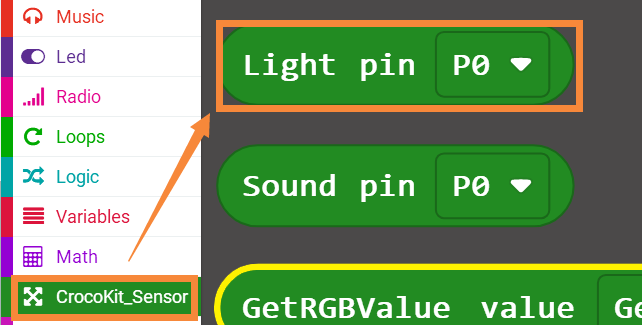 Music
Led
Radio
Loops
Logic
Variables
Math
CrocoKit_Sensor
Light pin P0
Sound pin P0
GetRGBValue value